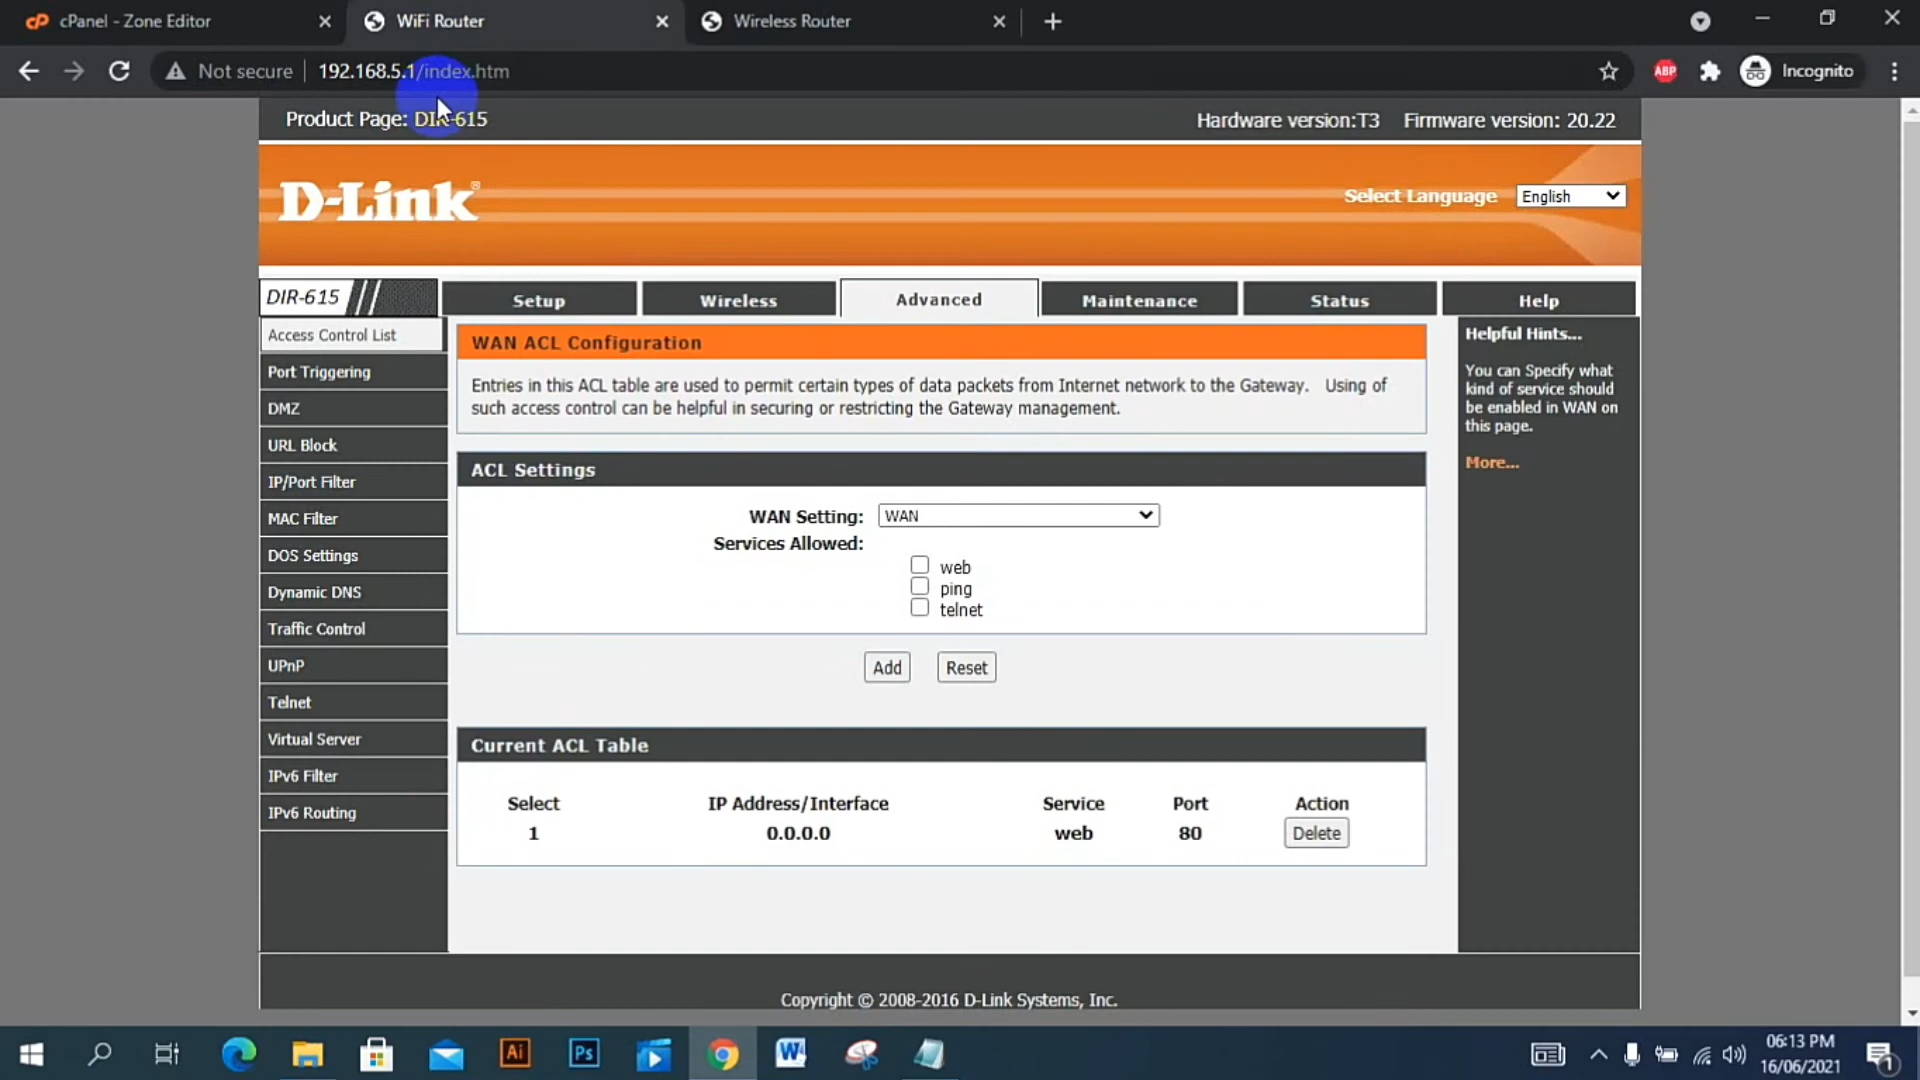 cPanel - Zone Editor
WiFi Router
Wireless Router
Not secure
192.168.5.1/index.htm
ABP
Incognito
Product Page: DIR-615
Hardware version:T3
Firmware version: 20.22
D-Link®
Select Language
English
DIR-615
Setup
Wireless
Advanced
Maintenance
Status
Help
Access Control List
Port Triggering
DMZ
URL Block
IP/Port Filter
MAC Filter
DOS Settings
Dynamic DNS
Traffic Control
UPnP
Telnet
Virtual Server
IPv6 Filter
IPv6 Routing
WAN ACL Configuration
Entries in this ACL table are used to permit certain types of data packets from Internet network to the Gateway. Using of
such access control can be helpful in securing or restricting the Gateway management.
ACL Settings
WAN Setting:
WAN
Services Allowed:
web
ping
telnet
Add
Reset
Current ACL Table
Select
IP Address/Interface
Service
Port
Action
1
0.0.0.0
web
80
Delete
Helpful Hints...
You can Specify what
kind of service should
be enabled in WAN on
this page.
More...
Copyright © 2008-2016 D-Link Systems, Inc.
Ai
Ps
W
06:13 PM
16/06/2021
1